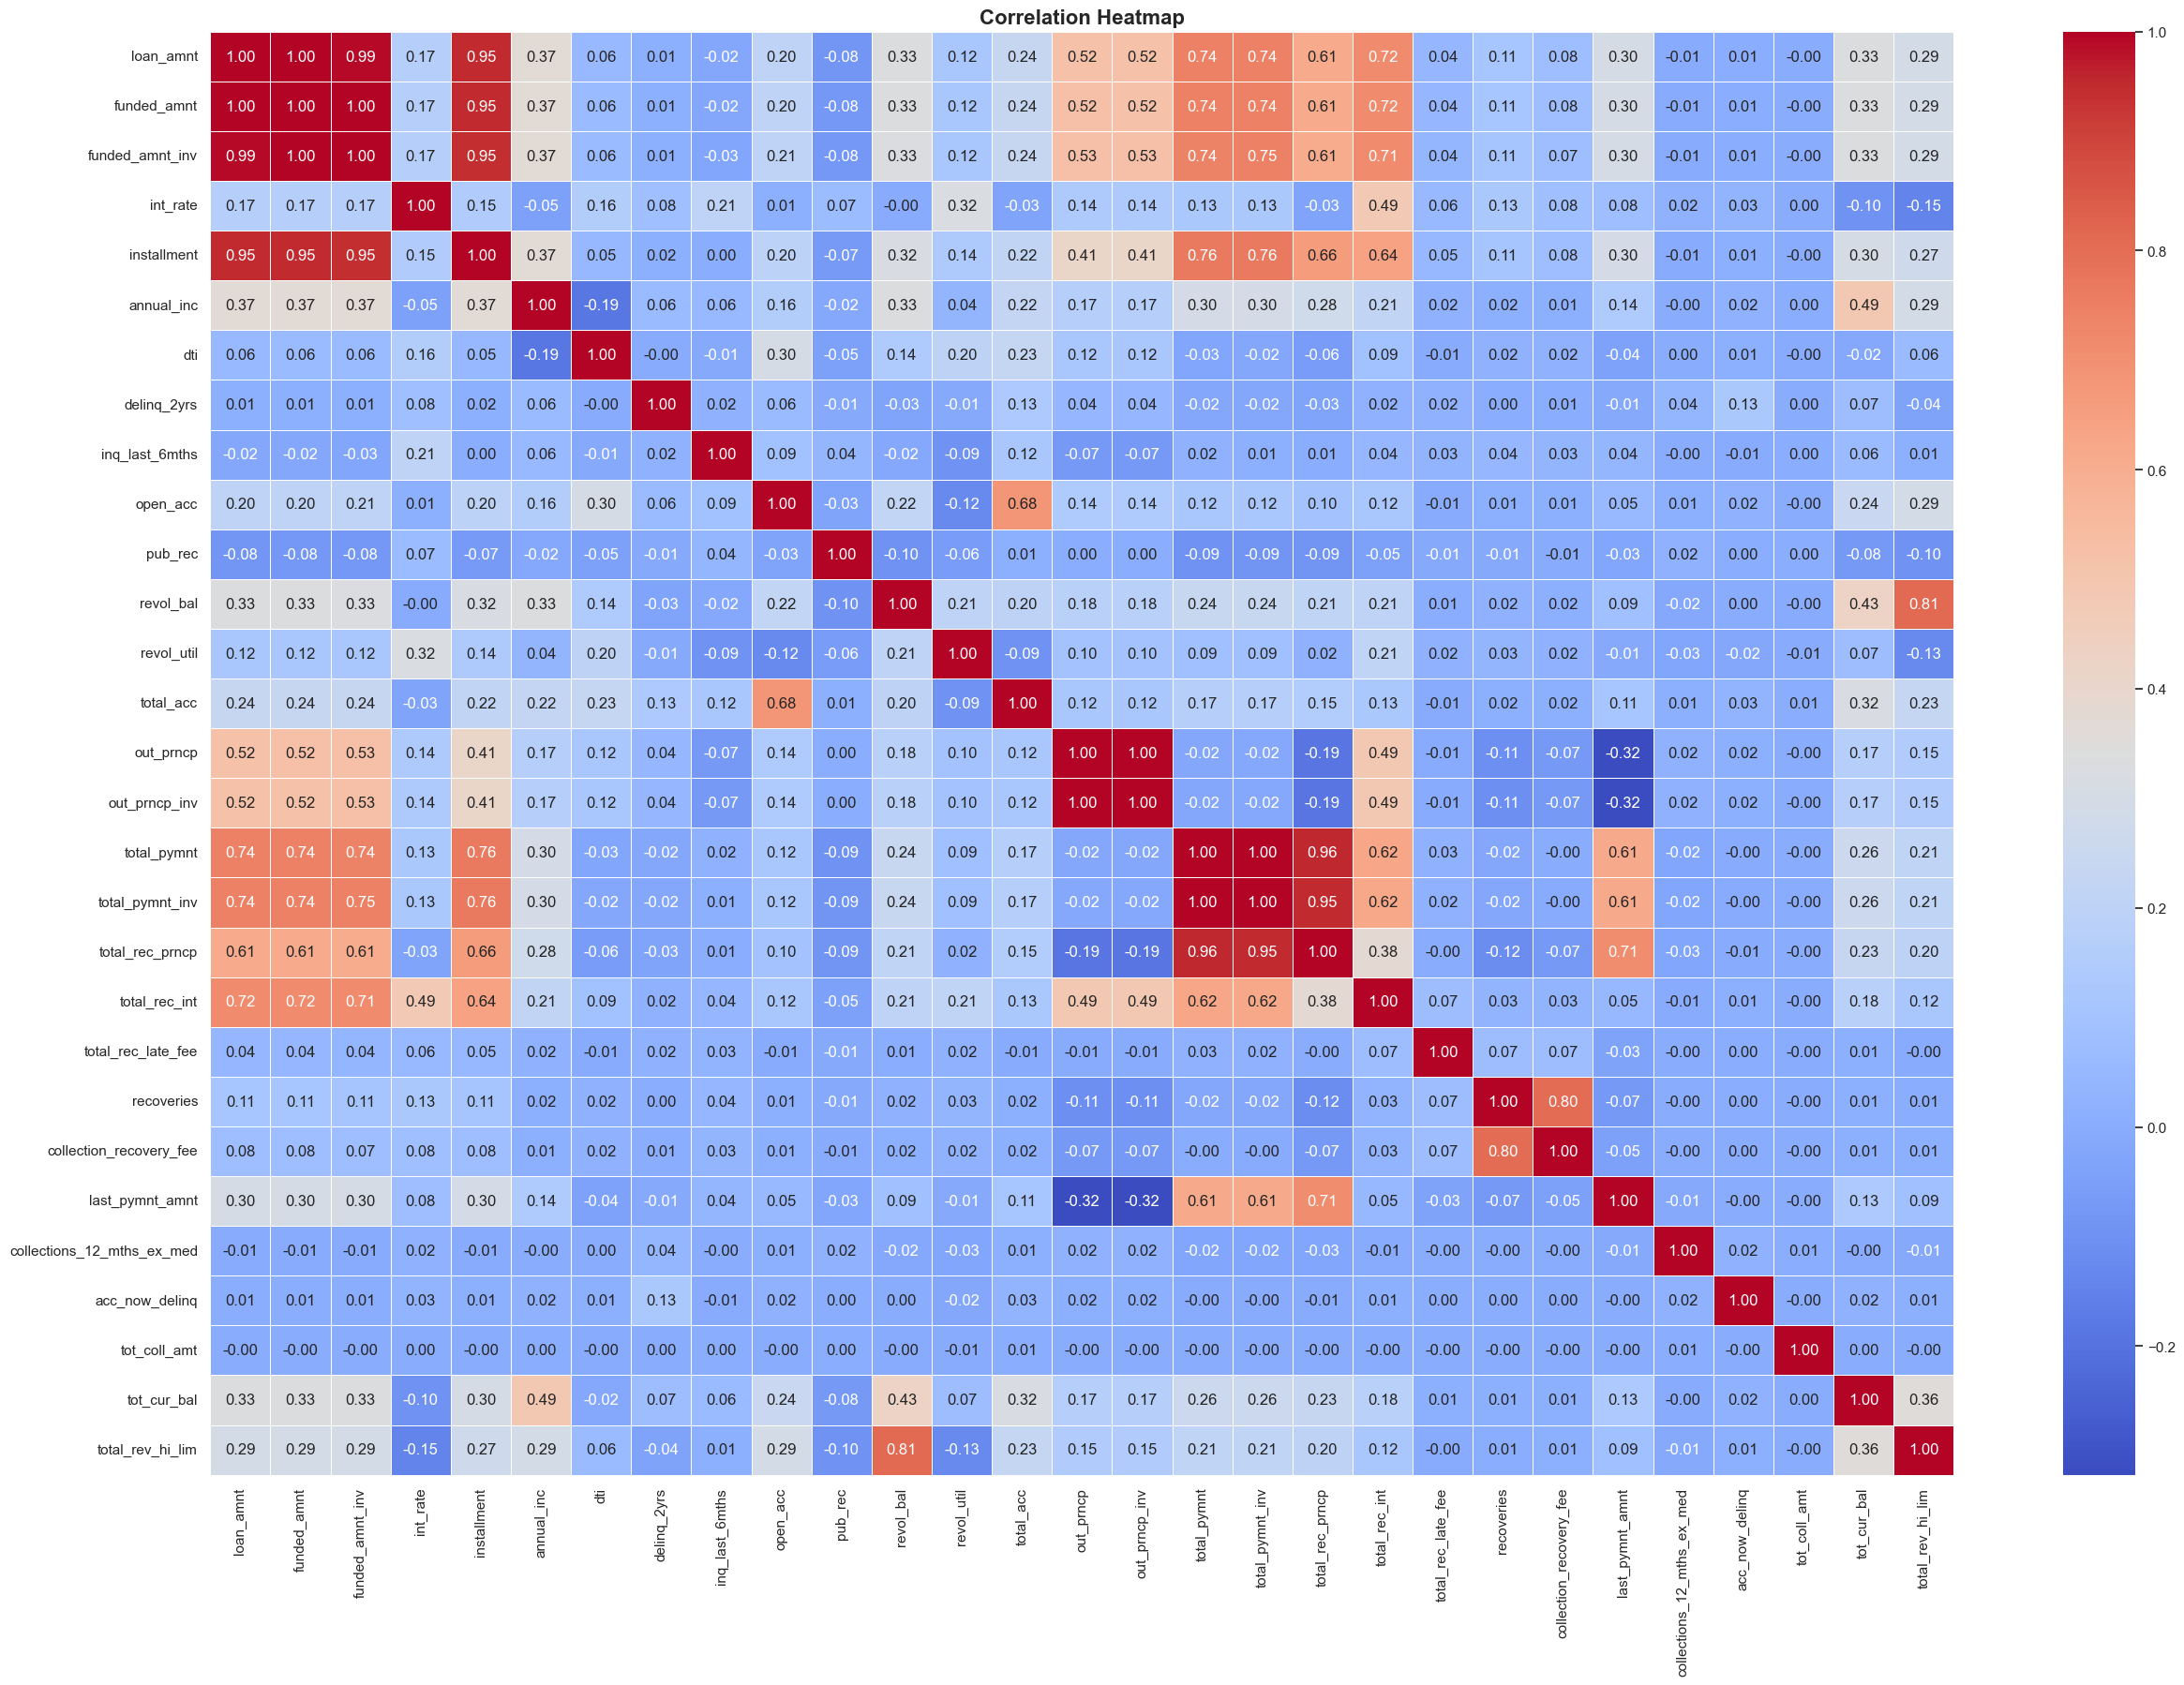 Correlation Heatmap
loan_amnt 1.00 1.00 0.99 0.17 0.95 0.37 0.06 0.01 -0.02 0.20 -0.08 0.33 0.12 0.24 0.52 0.52 0.74 0.74 0.61 0.72 0.04 0.11 0.08 0.30 -0.01 0.01 -0.00 0.33 0.29
funded_amnt 1.00 1.00 1.00 0.17 0.95 0.37 0.06 0.01 -0.02 0.20 -0.08 0.33 0.12 0.24 0.52 0.52 0.74 0.74 0.61 0.72 0.04 0.11 0.08 0.30 -0.01 0.01 -0.00 0.33 0.29
funded_amnt_inv 0.99 1.00 1.00 0.17 0.95 0.37 0.06 0.01 -0.03 0.21 -0.08 0.33 0.12 0.24 0.53 0.53 0.74 0.75 0.61 0.71 0.04 0.11 0.07 0.30 -0.01 0.01 -0.00 0.33 0.29
int_rate 0.17 0.17 0.17 1.00 0.15 -0.05 0.16 0.08 0.21 0.01 0.07 -0.00 0.32 -0.03 0.14 0.14 0.13 0.13 -0.03 0.49 0.06 0.13 0.08 0.08 0.02 0.03 0.00 -0.10 -0.15
installment 0.95 0.95 0.95 0.15 1.00 0.37 0.05 0.02 0.00 0.20 -0.07 0.32 0.14 0.22 0.41 0.41 0.76 0.76 0.66 0.64 0.05 0.11 0.08 0.30 -0.01 0.01 -0.00 0.30 0.27
annual_inc 0.37 0.37 0.37 -0.05 0.37 1.00 -0.19 0.06 0.06 0.16 -0.02 0.33 0.04 0.22 0.17 0.17 0.30 0.30 0.28 0.21 0.02 0.02 0.01 0.14 -0.00 0.02 0.00 0.49 0.29
dti 0.06 0.06 0.06 0.16 0.05 -0.19 1.00 -0.00 -0.01 0.30 -0.05 0.14 0.20 0.23 0.12 0.12 -0.03 -0.02 -0.06 0.09 -0.01 0.02 0.02 -0.04 0.00 0.01 -0.00 -0.02 0.06
delinq_2yrs 0.01 0.01 0.01 0.08 0.02 0.06 -0.00 1.00 0.02 0.06 -0.01 -0.03 -0.01 0.13 0.04 0.04 -0.02 -0.02 -0.03 0.02 0.02 0.00 0.01 -0.01 0.04 0.13 0.00 0.07 -0.04
inq_last_6mths -0.02 -0.02 -0.03 0.21 0.00 0.06 -0.01 0.02 1.00 0.09 0.04 -0.02 -0.09 0.12 -0.07 -0.07 0.02 0.01 0.01 0.04 0.03 0.04 0.03 0.04 -0.00 -0.01 0.00 0.06 0.01
open_acc 0.20 0.20 0.21 0.01 0.20 0.16 0.30 0.06 0.09 1.00 -0.03 0.22 -0.12 0.68 0.14 0.14 0.12 0.12 0.10 0.12 -0.01 0.01 0.01 0.05 0.01 0.02 -0.00 0.24 0.29
pub_rec -0.08 -0.08 -0.08 0.07 -0.07 -0.02 -0.05 -0.01 0.04 -0.03 1.00 -0.10 -0.06 0.01 0.00 0.00 -0.09 -0.09 -0.09 -0.05 -0.01 -0.01 -0.01 -0.03 0.02 0.00 0.00 -0.08 -0.10
revol_bal 0.33 0.33 0.33 -0.00 0.32 0.33 0.14 -0.03 -0.02 0.22 -0.10 1.00 0.21 0.20 0.18 0.18 0.24 0.24 0.21 0.21 0.01 0.02 0.02 0.09 -0.02 0.00 -0.00 0.43 0.81
revol_util 0.12 0.12 0.12 0.32 0.14 0.04 0.20 -0.01 -0.09 -0.12 -0.06 0.21 1.00 -0.09 0.10 0.10 0.09 0.09 0.02 0.21 0.02 0.03 0.02 -0.01 -0.03 -0.02 -0.01 0.07 -0.13
total_acc 0.24 0.24 0.24 -0.03 0.22 0.22 0.23 0.13 0.12 0.68 0.01 0.20 -0.09 1.00 0.12 0.12 0.17 0.17 0.15 0.13 -0.01 0.02 0.02 0.11 0.01 0.03 0.01 0.32 0.23
out_prncp 0.52 0.52 0.53 0.14 0.41 0.17 0.12 0.04 -0.07 0.14 0.00 0.18 0.10 0.12 1.00 1.00 -0.02 -0.02 -0.19 0.49 -0.01 -0.11 -0.07 -0.32 0.02 0.02 -0.00 0.17 0.15
out_prncp_inv 0.52 0.52 0.53 0.14 0.41 0.17 0.12 0.04 -0.07 0.14 0.00 0.18 0.10 0.12 1.00 1.00 -0.02 -0.02 -0.19 0.49 -0.01 -0.11 -0.07 -0.32 0.02 0.02 -0.00 0.17 0.15
total_pymnt 0.74 0.74 0.74 0.13 0.76 0.30 -0.03 -0.02 0.02 0.12 -0.09 0.24 0.09 0.17 -0.02 -0.02 1.00 1.00 0.96 0.62 0.03 -0.02 -0.00 0.61 -0.02 -0.00 -0.00 0.26 0.21
total_pymnt_inv 0.74 0.74 0.75 0.13 0.76 0.30 -0.02 -0.02 0.01 0.12 -0.09 0.24 0.09 0.17 -0.02 -0.02 1.00 1.00 0.95 0.62 0.02 -0.02 -0.00 0.61 -0.02 -0.00 -0.00 0.26 0.21
total_rec_prncp 0.61 0.61 0.61 -0.03 0.66 0.28 -0.06 -0.03 0.01 0.10 -0.09 0.21 0.02 0.15 -0.19 -0.19 0.96 0.95 1.00 0.38 -0.00 -0.12 -0.07 0.71 -0.03 -0.01 -0.00 0.23 0.20
total_rec_int 0.72 0.72 0.71 0.49 0.64 0.21 0.09 0.02 0.04 0.12 -0.05 0.21 0.21 0.13 0.49 0.49 0.62 0.62 0.38 1.00 0.07 0.03 0.03 0.05 -0.01 0.01 -0.00 0.18 0.12
total_rec_late_fee 0.04 0.04 0.04 0.06 0.05 0.02 -0.01 0.02 0.03 -0.01 -0.01 0.01 0.02 -0.01 -0.01 -0.01 0.03 0.02 -0.00 0.07 1.00 0.07 0.07 -0.03 -0.00 0.00 -0.00 0.01 -0.00
recoveries 0.11 0.11 0.11 0.13 0.11 0.02 0.02 0.00 0.04 0.01 -0.01 0.02 0.03 0.02 -0.11 -0.11 -0.02 -0.02 -0.12 0.03 0.07 1.00 0.80 -0.07 -0.00 0.00 -0.00 0.01 0.01
collection_recovery_fee 0.08 0.08 0.07 0.08 0.08 0.01 0.02 0.01 0.03 0.01 -0.01 0.02 0.02 0.02 -0.07 -0.07 -0.00 -0.00 -0.07 0.03 0.07 0.80 1.00 -0.05 -0.00 0.00 -0.00 0.01 0.01
last_pymnt_amnt 0.30 0.30 0.30 0.08 0.30 0.14 -0.04 -0.01 0.04 0.05 -0.03 0.09 -0.01 0.11 -0.32 -0.32 0.61 0.61 0.71 0.05 -0.03 -0.07 -0.05 1.00 -0.01 -0.00 -0.00 0.13 0.09
collections_12_mths_ex_med -0.01 -0.01 -0.01 0.02 -0.01 -0.00 0.00 0.04 -0.00 0.01 0.02 -0.02 -0.03 0.01 0.02 0.02 -0.02 -0.02 -0.03 -0.01 -0.00 -0.00 -0.00 -0.01 1.00 0.02 0.01 -0.00 -0.01
acc_now_delinq 0.01 0.01 0.01 0.03 0.01 0.02 0.01 0.13 -0.01 0.02 0.00 0.00 -0.02 0.03 0.02 0.02 -0.00 -0.00 -0.01 0.01 0.00 0.00 0.00 -0.00 0.02 1.00 -0.00 0.02 0.01
tot_coll_amt -0.00 -0.00 -0.00 0.00 -0.00 0.00 -0.00 0.00 0.00 -0.00 0.00 -0.00 -0.01 0.01 -0.00 -0.00 -0.00 -0.00 -0.00 -0.00 -0.00 -0.00 -0.00 -0.00 0.01 -0.00 1.00 0.00 -0.00
tot_cur_bal 0.33 0.33 0.33 -0.10 0.30 0.49 -0.02 0.07 0.06 0.24 -0.08 0.43 0.07 0.32 0.17 0.17 0.26 0.26 0.23 0.18 0.01 0.01 0.01 0.13 -0.00 0.02 0.00 1.00 0.36
total_rev_hi_lim 0.29 0.29 0.29 -0.15 0.27 0.29 0.06 -0.04 0.01 0.29 -0.10 0.81 -0.13 0.23 0.15 0.15 0.21 0.21 0.20 0.12 -0.00 0.01 0.01 0.09 -0.01 0.01 -0.00 0.36 1.00
loan_amnt
funded_amnt
funded_amnt_inv
int_rate
installment
annual_inc
dti
delinq_2yrs
inq_last_6mths
open_acc
pub_rec
revol_bal
revol_util
total_acc
out_prncp
out_prncp_inv
total_pymnt
total_pymnt_inv
total_rec_prncp
total_rec_int
total_rec_late_fee
recoveries
collection_recovery_fee
last_pymnt_amnt
collections_12_mths_ex_med
acc_now_delinq
tot_coll_amt
tot_cur_bal
total_rev_hi_lim
1.0
0.8
0.6
0.4
0.2
0.0
−0.2